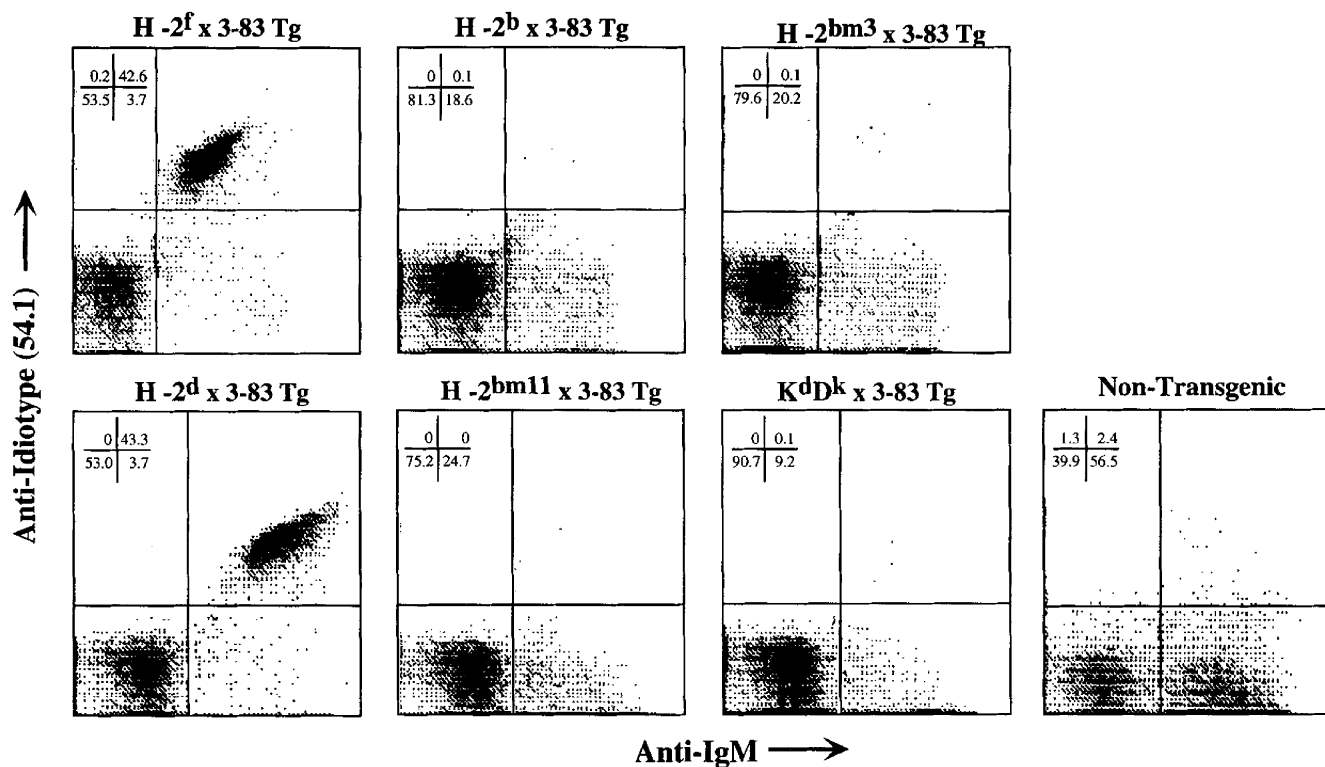 H -2f x 3-83 Tg
H -2b x 3-83 Tg
H -2bm3 x 3-83 Tg
0.2 42.6
53.5 3.7
0 0.1
81.3 18.6
0 0.1
79.6 20.2
Anti-Idiotype (54.1)
H -2d x 3-83 Tg
H -2bm11 x 3-83 Tg
KdDk x 3-83 Tg
Non-Transgenic
0 43.3
53.0 3.7
0 0
75.2 24.7
0 0.1
90.7 9.2
1.3 2.4
39.9 56.5
Anti-IgM